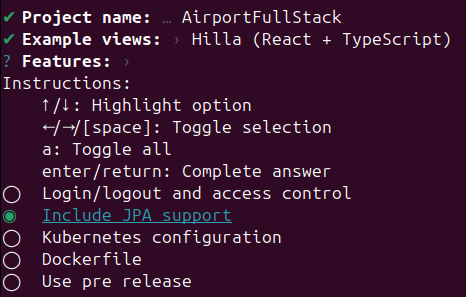 ✔ Project name: … AirportFullStack
✔ Example views: › Hilla (React + TypeScript)
? Features: ›
Instructions:
↑/↓: Highlight option
←/→/[space]: Toggle selection
a: Toggle all
enter/return: Complete answer
◯ Login/logout and access control
◉ Include JPA support
◯ Kubernetes configuration
◯ Dockerfile
◯ Use pre release